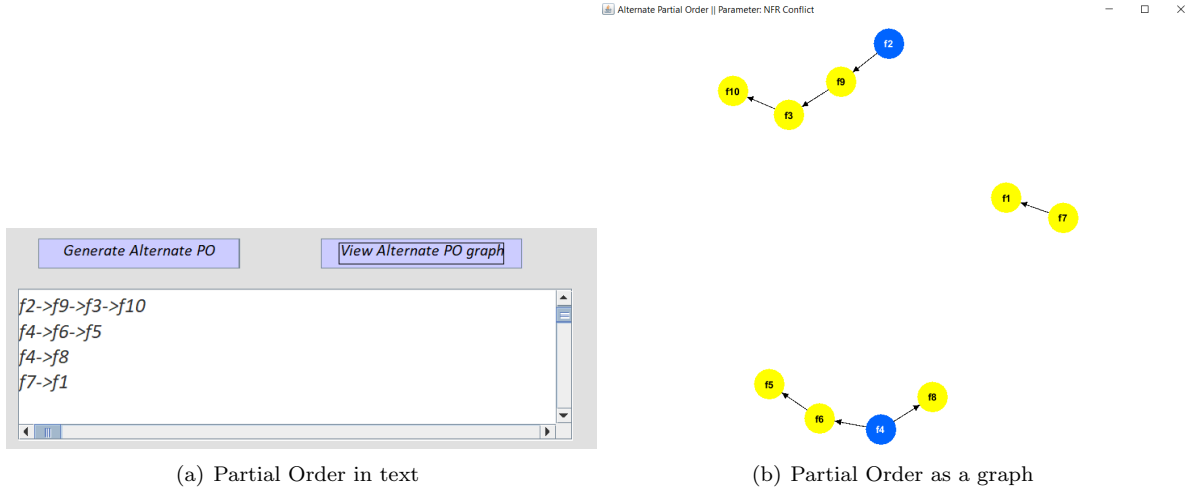 Alternate Partial Order || Parameter: NFR Conflict
f2
f9
f10
f3
f1
f7
Generate Alternate PO
View Alternate PO graph
f2->f9->f3->f10
f4->f6->f5
f4->f8
f7->f1
f5
f8
f6
f4
(a) Partial Order in text
(b) Partial Order as a graph